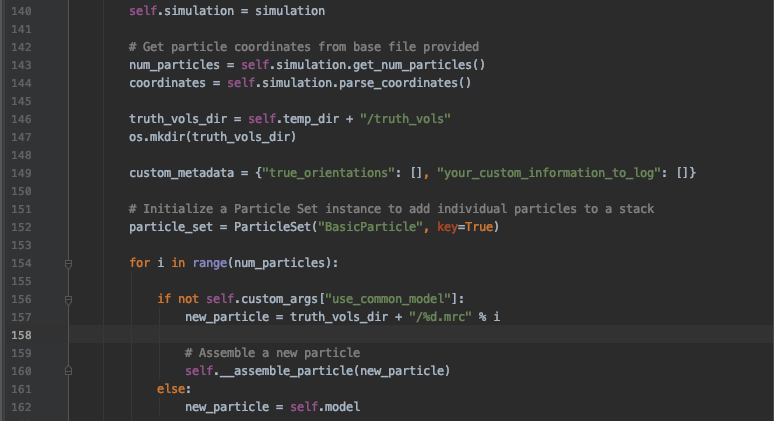 140 self.simulation = simulation
141
142 # Get particle coordinates from base file provided
143 num_particles = self.simulation.get_num_particles()
144 coordinates = self.simulation.parse_coordinates()
145
146 truth_vols_dir = self.temp_dir + "/truth_vols"
147 os.mkdir(truth_vols_dir)
148
149 custom_metadata = {"true_orientations": [], "your_custom_information_to_log": []}
150
151 # Initialize a Particle Set instance to add individual particles to a stack
152 particle_set = ParticleSet("BasicParticle", key=True)
153
154 for i in range(num_particles):
155
156 if not self.custom_args["use_common_model"]:
157 new_particle = truth_vols_dir + "/%d.mrc" % i
158
159 # Assemble a new particle
160 self.__assemble_particle(new_particle)
161 else:
162 new_particle = self.model